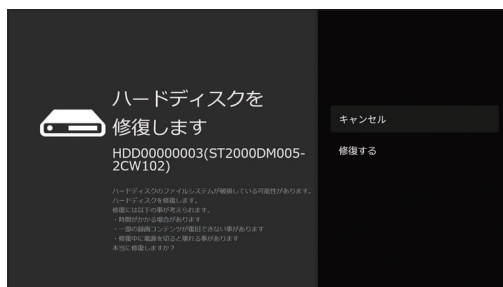 ハードディスクを
修復します
HDD00000003(ST2000DM005-
2CW102)
ハードディスクのファイルシステムが破損している可能性があります。
ハードディスクを修復します。
修復には以下の事が考えられます。
・時間がかかる場合があります
・一部の録画コンテンツが復旧できない事があります
・修復中に電源を切ると壊れる事があります
本当に修復しますか？
キャンセル
修復する